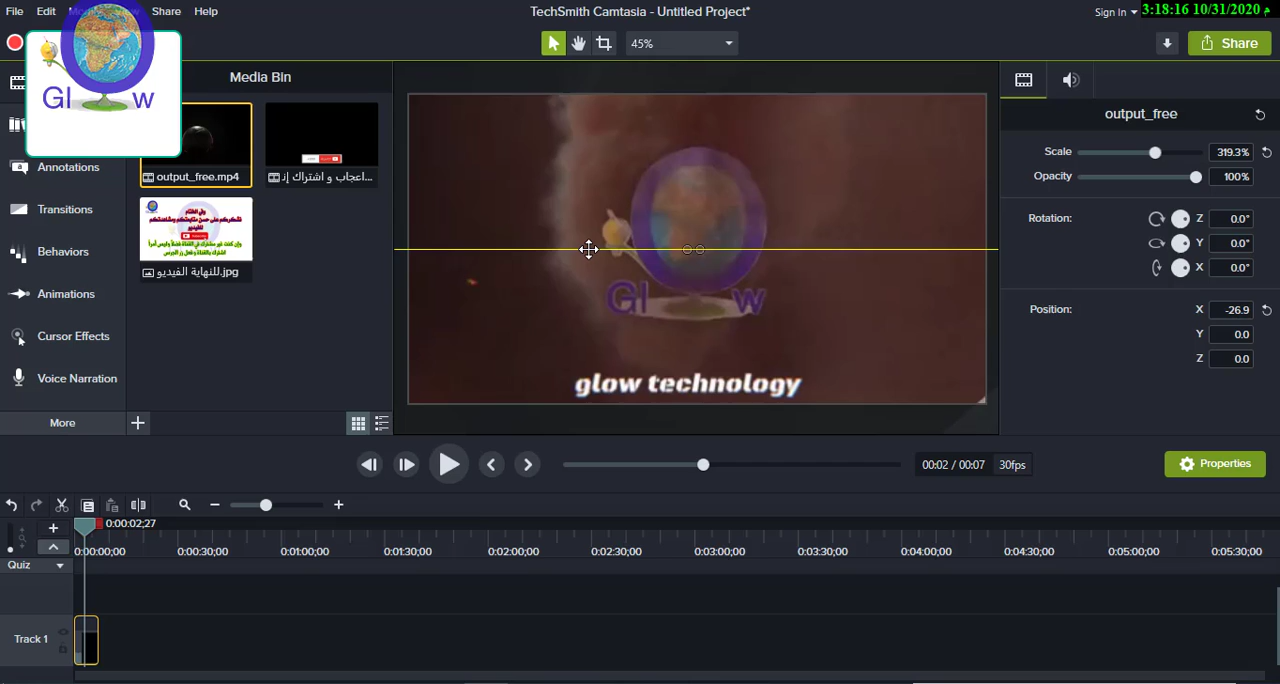 File Edit Share Help
TechSmith Camtasia - Untitled Project*
Sign In
3:18:16 10/31/2020 م
45%
Share
Gl w
Media Bin
output_free.mp4
اعجاب و اشتراك إن...
وفي الختام
للنهاية الفيديو.jpg
Annotations
Transitions
Behaviors
Animations
Cursor Effects
Voice Narration
More
Gl w
glow technology
output_free
Scale 319.3%
Opacity 100%
Rotation: Z 0.0°
Y 0.0°
X 0.0°
Position: X -26.9
Y 0.0
Z 0.0
00:02 / 00:07 30fps
Properties
0:00:02;27
0:00:00;00 0:00:30;00 0:01:00;00 0:01:30;00 0:02:00;00 0:02:30;00 0:03:00;00 0:03:30;00 0:04:00;00 0:04:30;00 0:05:00;00 0:05:30;00
Quiz
Track 1